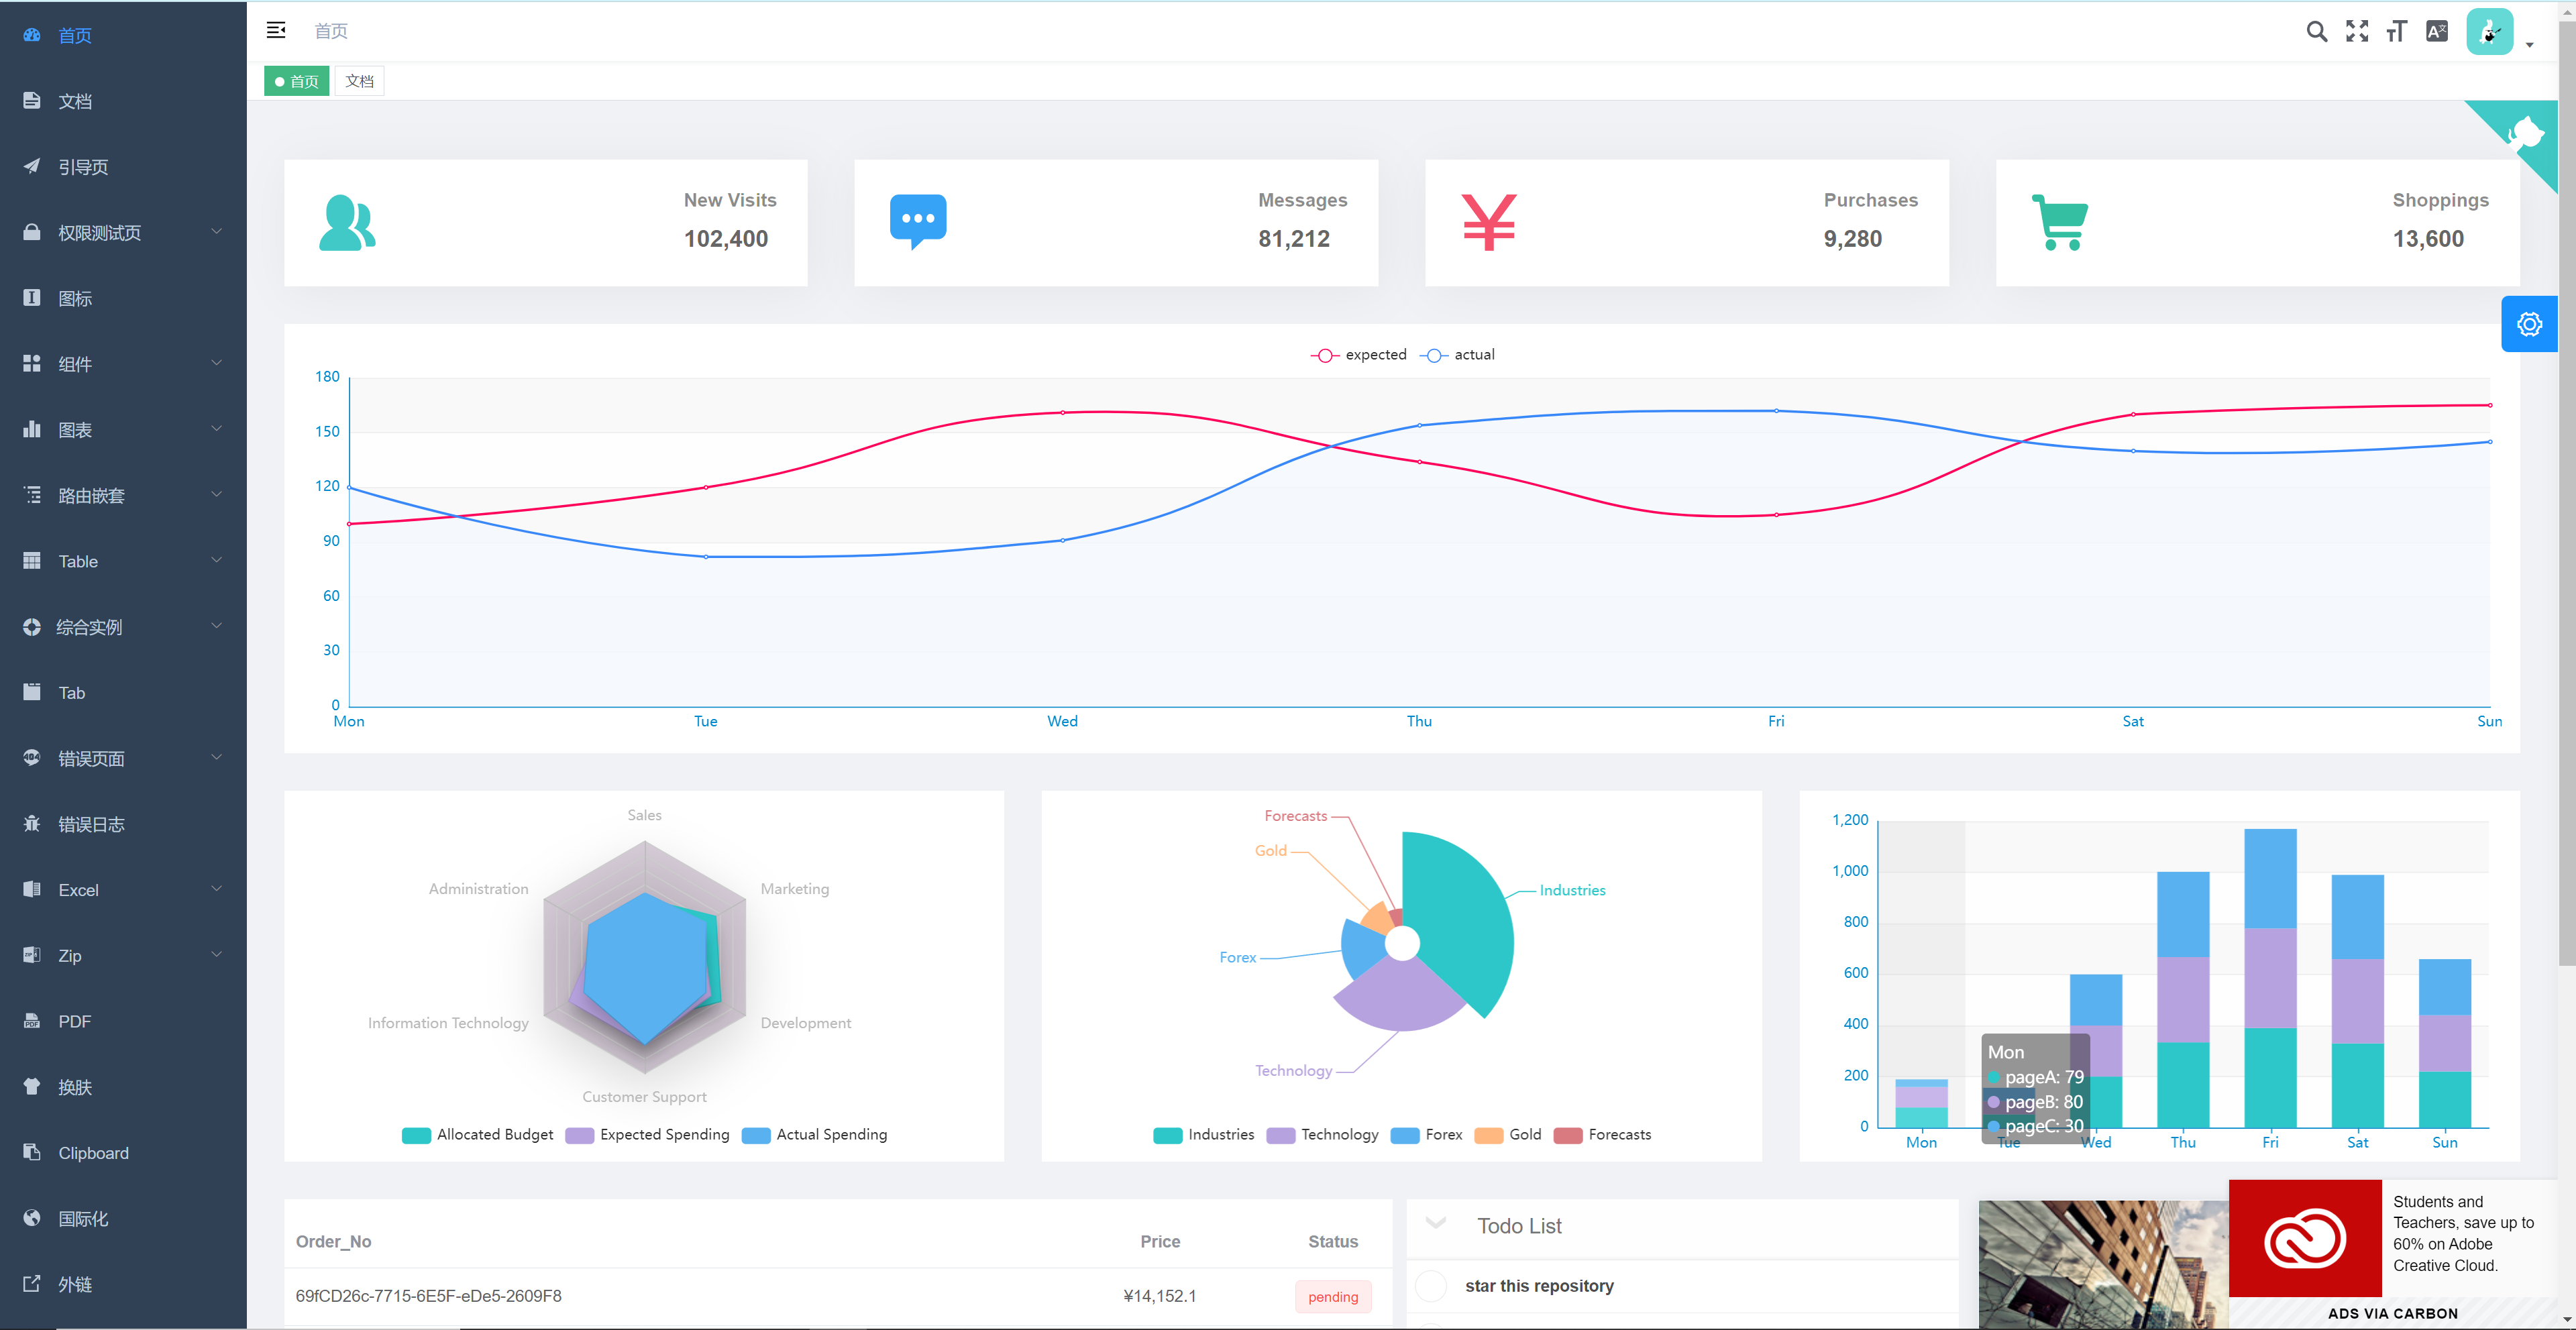 首页
文档
引导页
权限测试页
图标
组件
图表
路由嵌套
Table
综合实例
Tab
错误页面
错误日志
Excel
Zip
PDF
换肤
Clipboard
国际化
外链
首页
首页
文档
New Visits
102,400
Messages
81,212
Purchases
9,280
Shoppings
13,600
expected
actual
180
150
120
90
60
30
0
Mon
Tue
Wed
Thu
Fri
Sat
Sun
Sales
Administration
Marketing
Information Technology
Development
Customer Support
Allocated Budget
Expected Spending
Actual Spending
Forecasts
Gold
Industries
Forex
Technology
Industries
Technology
Forex
Gold
Forecasts
1,200
1,000
800
600
400
200
0
Mon
pageA: 79
pageB: 80
pageC: 30
Mon
Tue
Wed
Thu
Fri
Sat
Sun
Order_No
Price
Status
69fCD26c-7715-6E5F-eDe5-2609F8
¥14,152.1
pending
Todo List
star this repository
Students and
Teachers, save up to
60% on Adobe
Creative Cloud.
ADS VIA CARBON